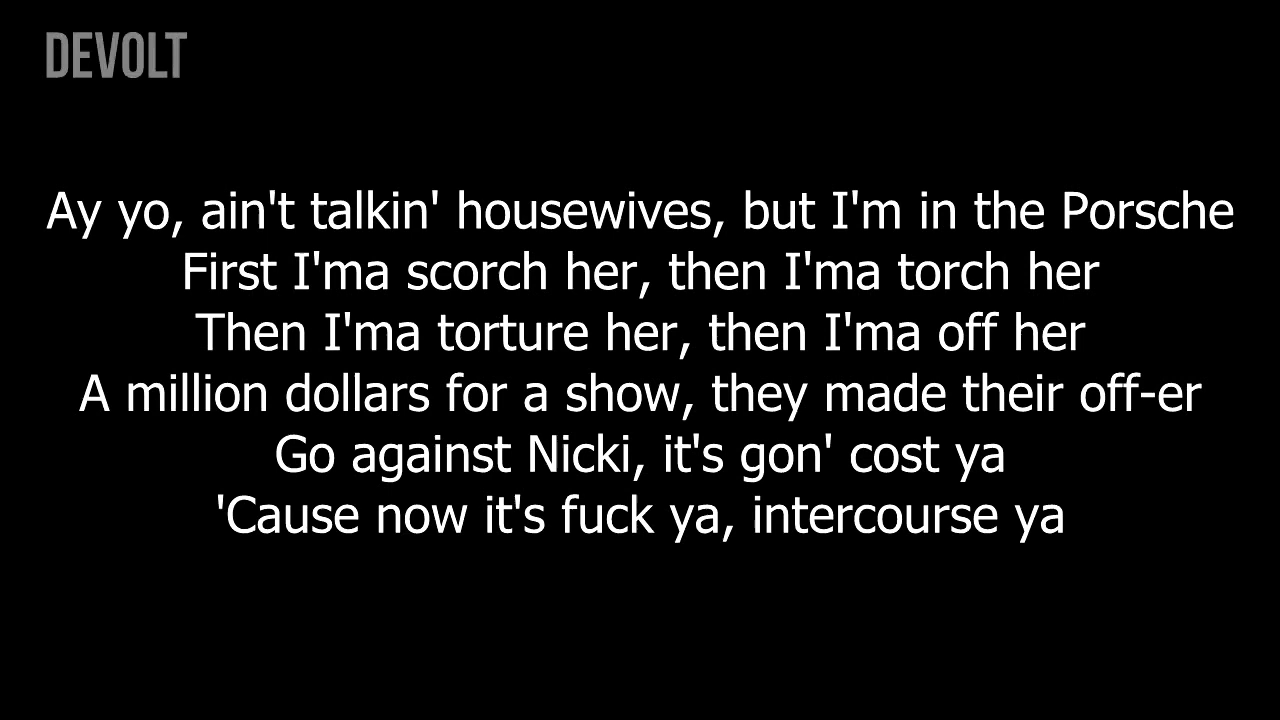 DEVOLT
Ay yo, ain't talkin' housewives, but I'm in the Porsche
First I'ma scorch her, then I'ma torch her
Then I'ma torture her, then I'ma off her
A million dollars for a show, they made their off-er
Go against Nicki, it's gon' cost ya
'Cause now it's fuck ya, intercourse ya